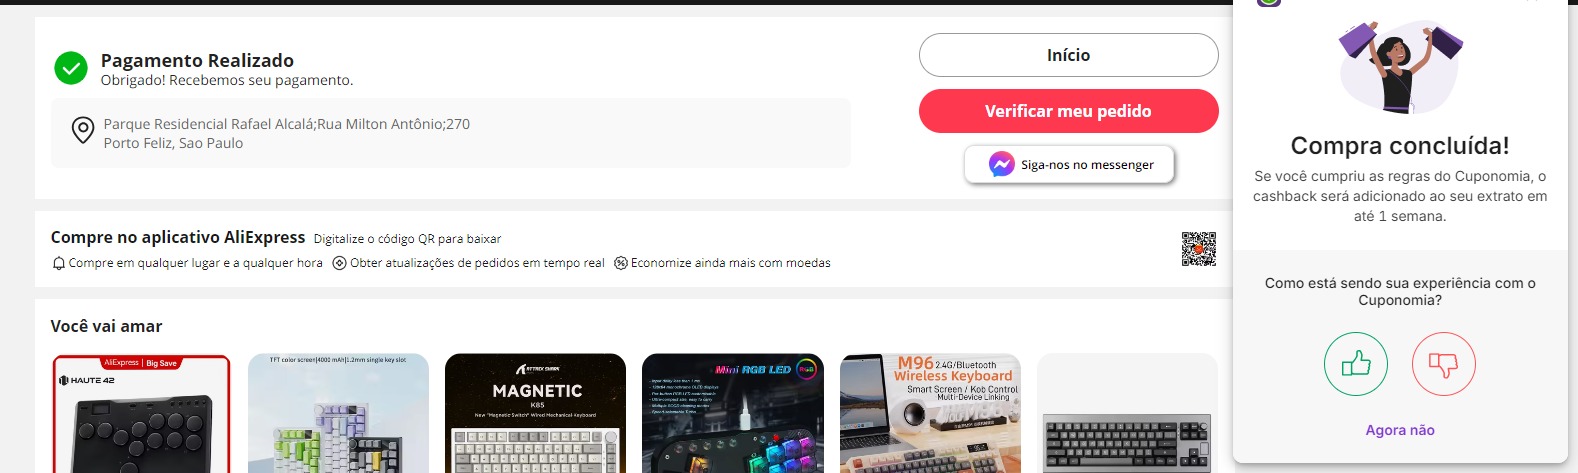 Pagamento Realizado
Obrigado! Recebemos seu pagamento.
Parque Residencial Rafael Alcalá;Rua Milton Antônio;270
Porto Feliz, Sao Paulo
Início
Verificar meu pedido
Siga-nos no messenger
Compre no aplicativo AliExpress Digitalize o código QR para baixar
Compre em qualquer lugar e a qualquer hora Obter atualizações de pedidos em tempo real Economize ainda mais com moedas
Você vai amar
AliExpress | Big Save
HAUTE 42
TFT color screen|4000 mAh|1.2mm single key slot
ATTACK SHARK
MAGNETIC
K85
New "Magnetic Switch" Wired Mechanical Keyboard
Mini RGB LED
RGB
M96 2.4G/Bluetooth
Wireless Keyboard
Smart Screen / Kob Control
Multi-Device Linking
Compra concluída!
Se você cumpriu as regras do Cuponomia, o
cashback será adicionado ao seu extrato em
até 1 semana.
Como está sendo sua experiência com o
Cuponomia?
Agora não